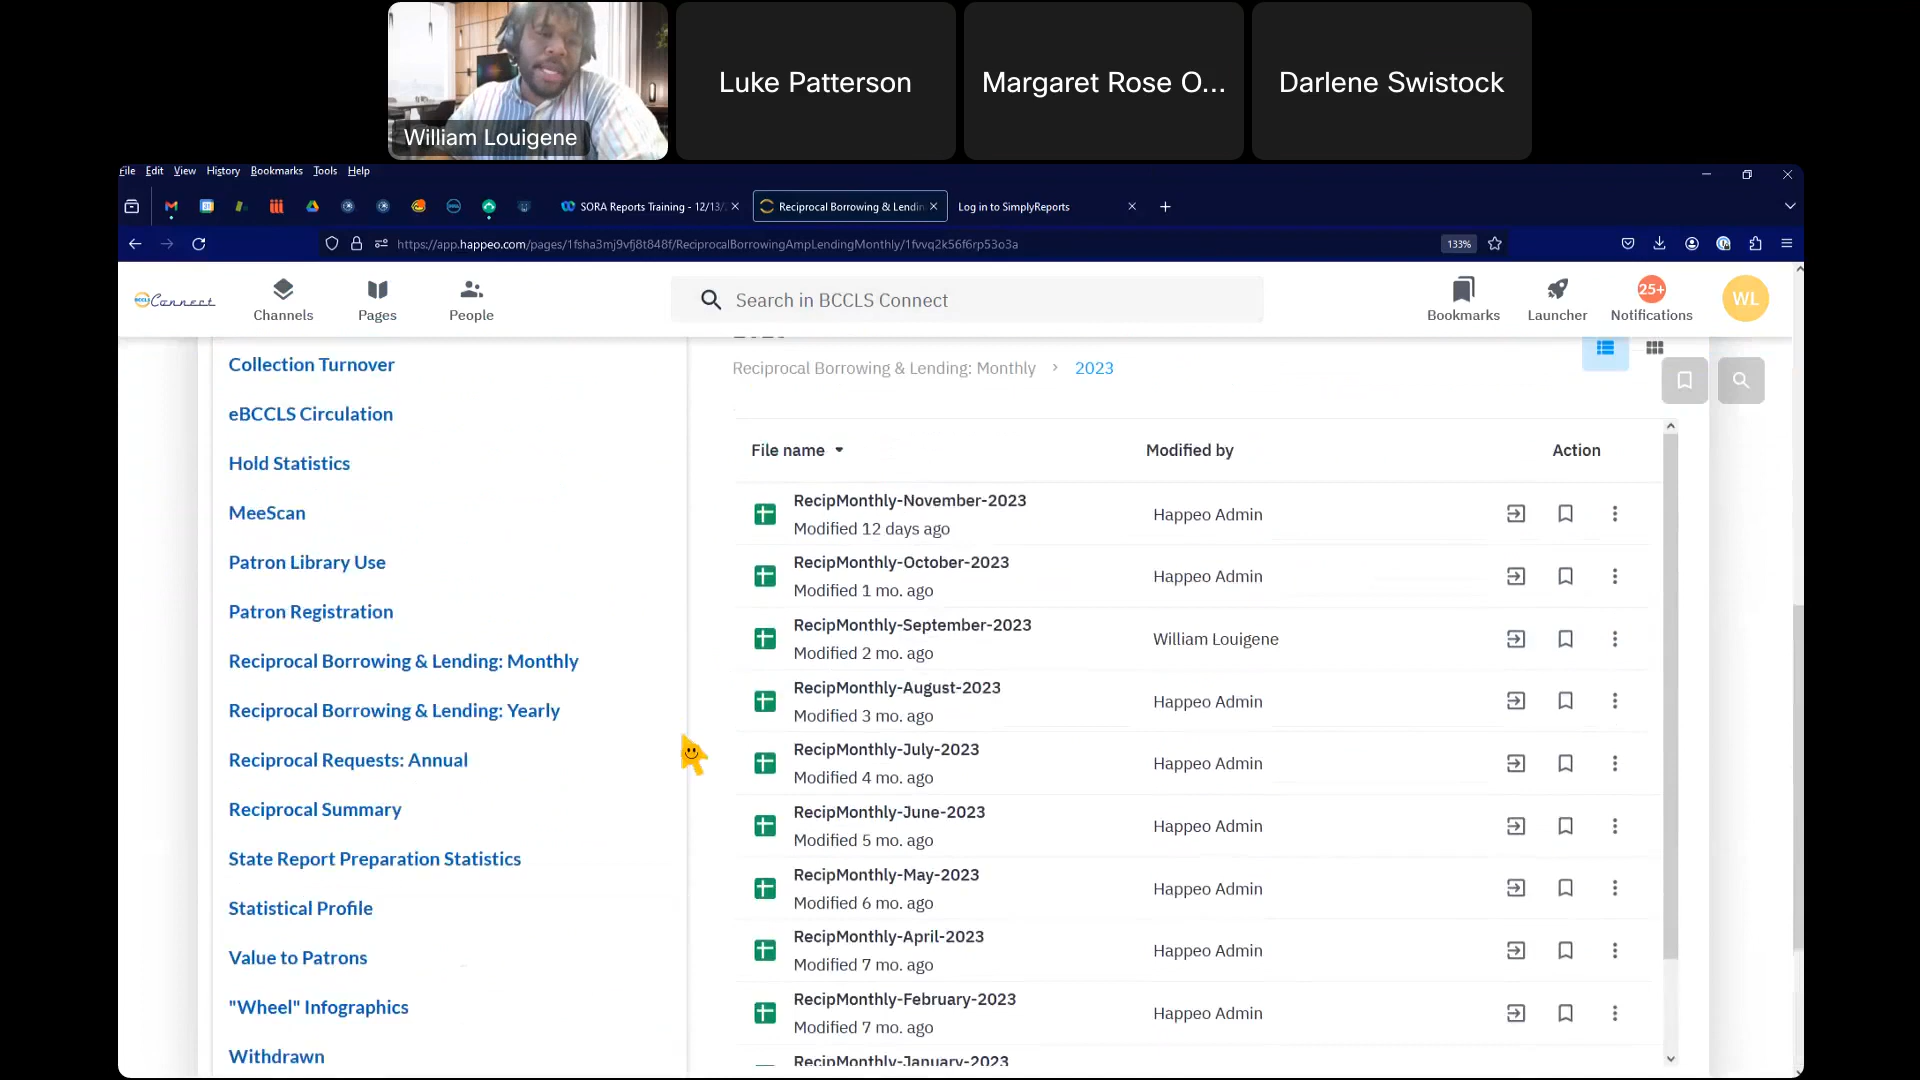 William Louigene
Luke Patterson
Margaret Rose O...
Darlene Swistock
File Edit View History Bookmarks Tools Help
SORA Reports Training - 12/13/
Reciprocal Borrowing & Lendin
Log in to SimplyReports
https://app.happeo.com/pages/1fsha3mj9vfj8t848f/ReciprocalBorrowingAmpLendingMonthly/1fvvq2k56f6rp53o3a
133%
BCCLS Connect
Channels
Pages
People
Search in BCCLS Connect
Bookmarks
Launcher
25+
Notifications
WL
Collection Turnover
eBCCLS Circulation
Hold Statistics
MeeScan
Patron Library Use
Patron Registration
Reciprocal Borrowing & Lending: Monthly
Reciprocal Borrowing & Lending: Yearly
Reciprocal Requests: Annual
Reciprocal Summary
State Report Preparation Statistics
Statistical Profile
Value to Patrons
"Wheel" Infographics
Withdrawn
Reciprocal Borrowing & Lending: Monthly > 2023
File name
Modified by
Action
RecipMonthly-November-2023
Modified 12 days ago
Happeo Admin
RecipMonthly-October-2023
Modified 1 mo. ago
Happeo Admin
RecipMonthly-September-2023
Modified 2 mo. ago
William Louigene
RecipMonthly-August-2023
Modified 3 mo. ago
Happeo Admin
RecipMonthly-July-2023
Modified 4 mo. ago
Happeo Admin
RecipMonthly-June-2023
Modified 5 mo. ago
Happeo Admin
RecipMonthly-May-2023
Modified 6 mo. ago
Happeo Admin
RecipMonthly-April-2023
Modified 7 mo. ago
Happeo Admin
RecipMonthly-February-2023
Modified 7 mo. ago
Happeo Admin
RecipMonthly-January-2023